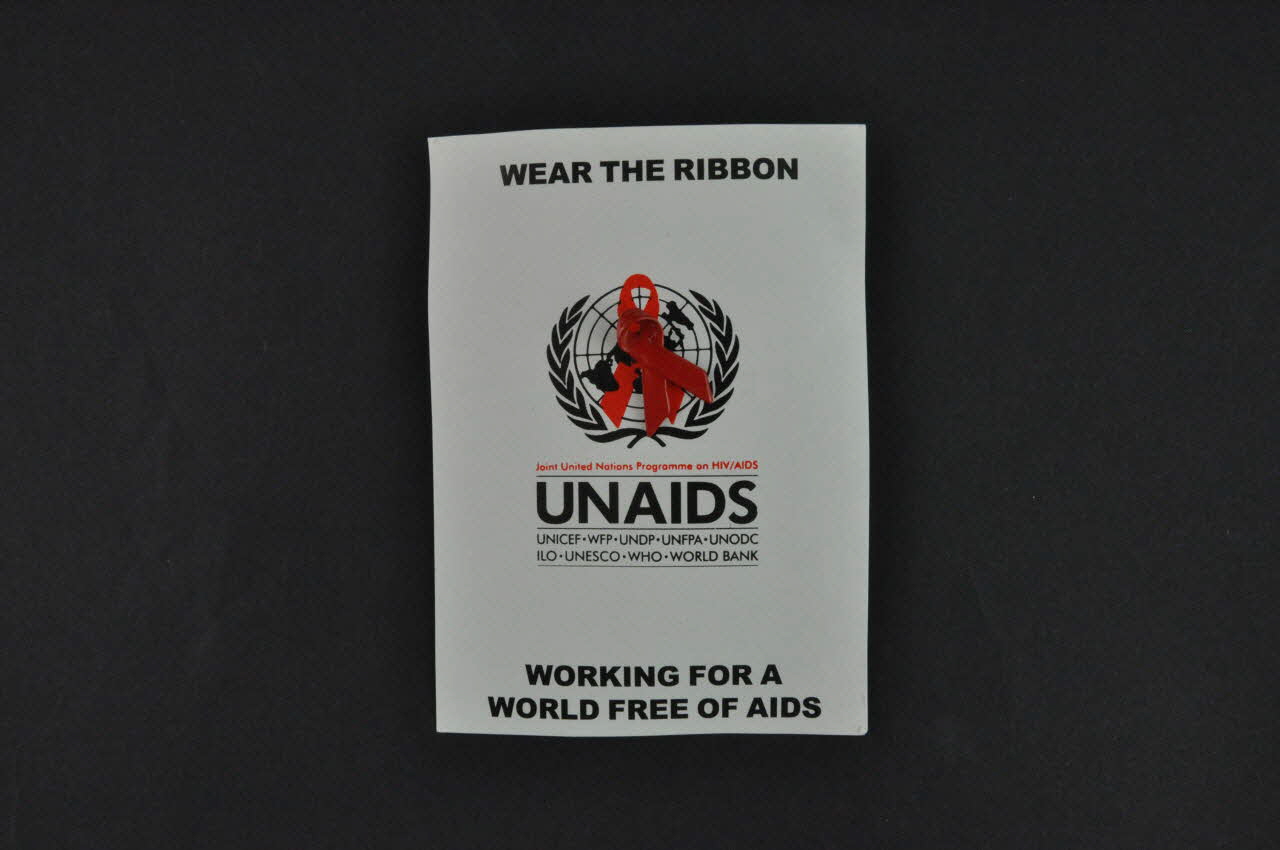 WEAR THE RIBBON
Joint United Nations Programme on HIV/AIDS
UNAIDS
UNICEF•WFP•UNDP•UNFPA•UNODC
ILO•UNESCO•WHO•WORLD BANK
WORKING FOR A
WORLD FREE OF AIDS